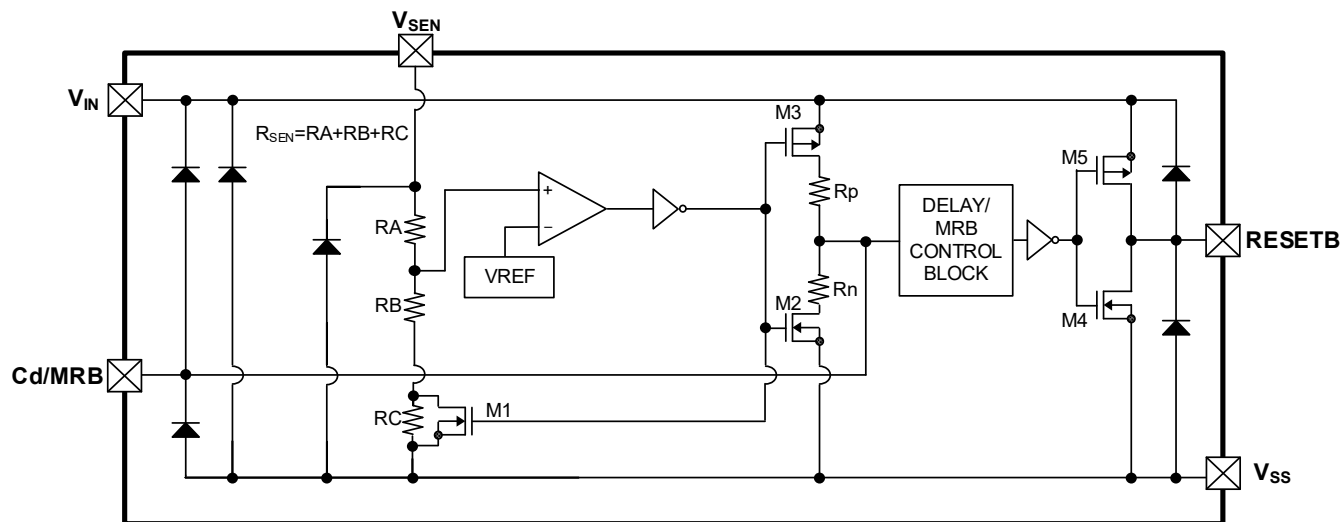 VSEN
VIN
M3
RSEN=RA+RB+RC
M5
+
Rp
RA
DELAY/
MRB
CONTROL
BLOCK
−
RESETB
VREF
Rn
RB
M2
M4
Cd/MRB
RC
M1
VSS